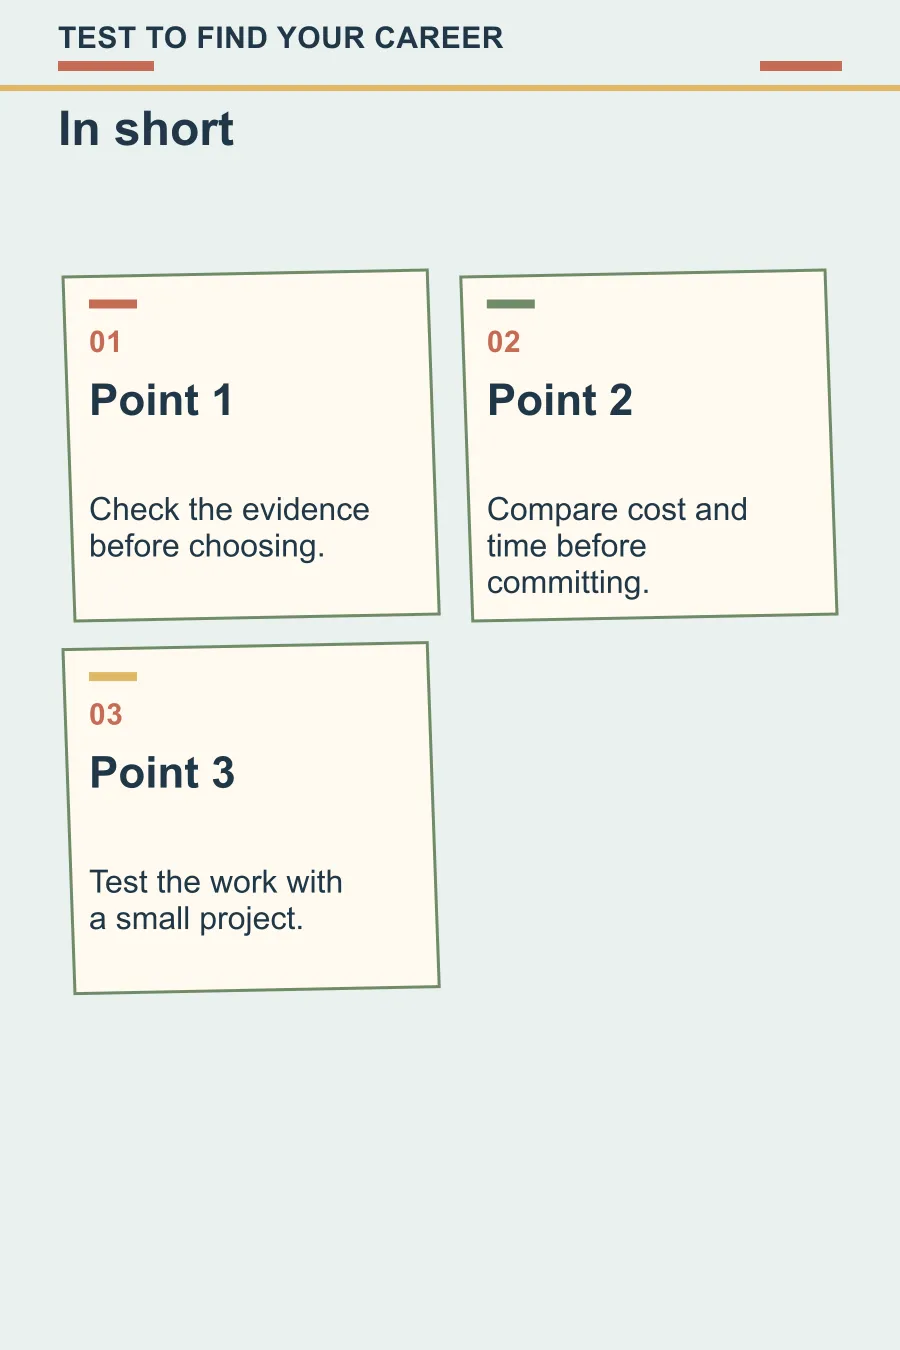 TEST TO FIND YOUR CAREER
In short
01
Point 1
Check the evidence
before choosing.
02
Point 2
Compare cost and
time before
committing.
03
Point 3
Test the work with
a small project.